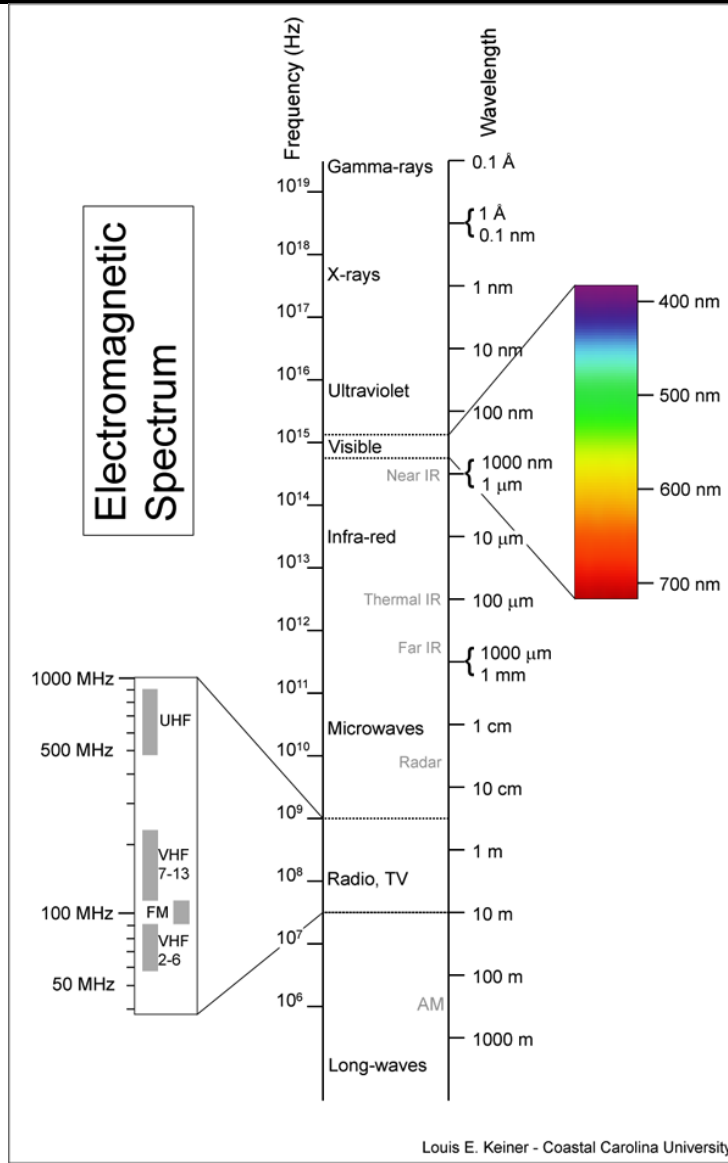 Frequency (Hz)
Wavelength
Electromagnetic
Spectrum
Gamma-rays
0.1 Å
10¹⁹
1 Å
0.1 nm
10¹⁸
X-rays
1 nm
10¹⁷
10 nm
10¹⁶
Ultraviolet
100 nm
10¹⁵
Visible
1000 nm
Near IR
1 μm
10¹⁴
Infra-red
10 μm
10¹³
Thermal IR
100 μm
10¹²
Far IR
1000 μm
1 mm
10¹¹
Microwaves
1 cm
10¹⁰
Radar
10 cm
10⁹
1 m
10⁸
Radio, TV
10 m
10⁷
100 m
10⁶
AM
1000 m
Long-waves
400 nm
500 nm
600 nm
700 nm
1000 MHz
UHF
500 MHz
VHF
7-13
100 MHz
FM
VHF
2-6
50 MHz
Louis E. Keiner - Coastal Carolina University